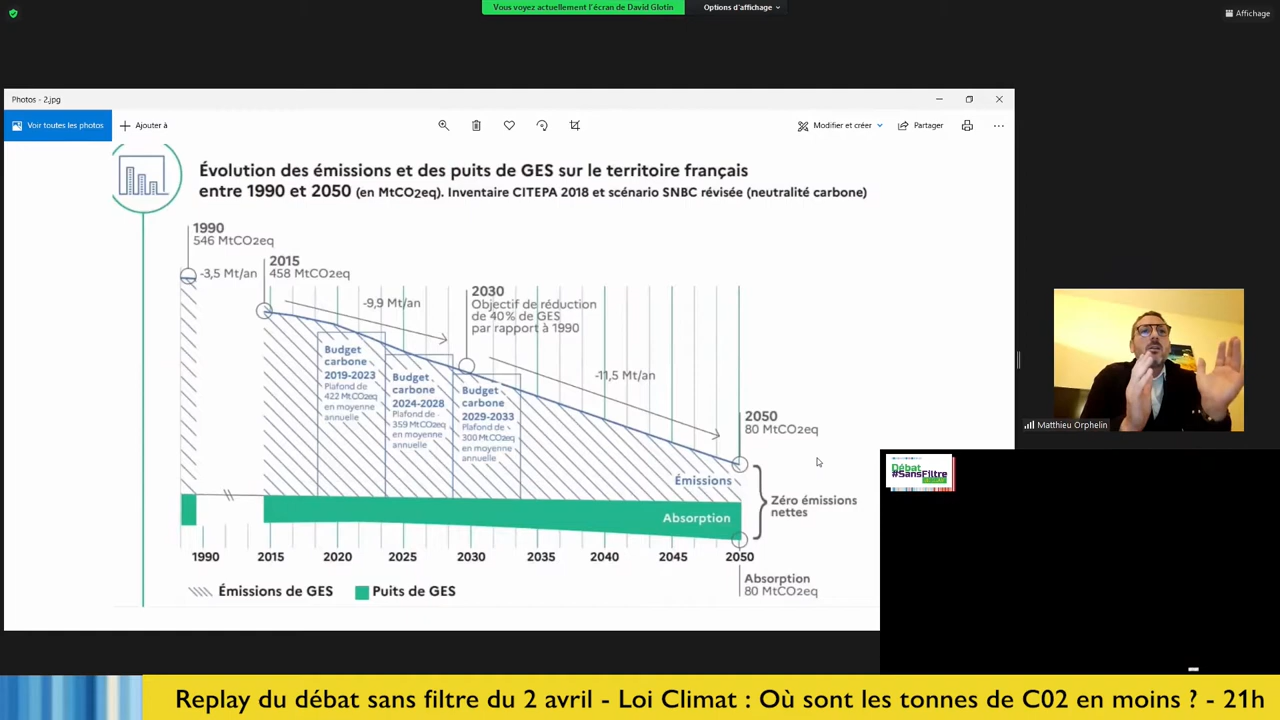 Vous voyez actuellement l'écran de David Glotin
Options d'affichage
Affichage
Photos - 2.jpg
Voir toutes les photos
Ajouter à
Modifier et créer
Partager
Évolution des émissions et des puits de GES sur le territoire français
entre 1990 et 2050 (en MtCO2eq). Inventaire CITEPA 2018 et scénario SNBC révisée (neutralité carbone)
1990
546 MtCO2eq
-3,5 Mt/an
2015
458 MtCO2eq
-9,9 Mt/an
2030
Objectif de réduction
de 40% de GES
par rapport à 1990
-11,5 Mt/an
Budget
carbone
2019-2023
Plafond de
422 MtCO2eq
en moyenne
annuelle
Budget
carbone
2024-2028
Plafond de
359 MtCO2eq
en moyenne
annuelle
Budget
carbone
2029-2033
Plafond de
300 MtCO2eq
en moyenne
annuelle
2050
80 MtCO2eq
Émissions
Zéro émissions
nettes
Absorption
1990 2015 2020 2025 2030 2035 2040 2045 2050
Absorption
80 MtCO2eq
Émissions de GES
Puits de GES
Matthieu Orphelin
Débat
#SansFiltre
Replay du débat sans filtre du 2 avril - Loi Climat : Où sont les tonnes de C02 en moins ? - 21h